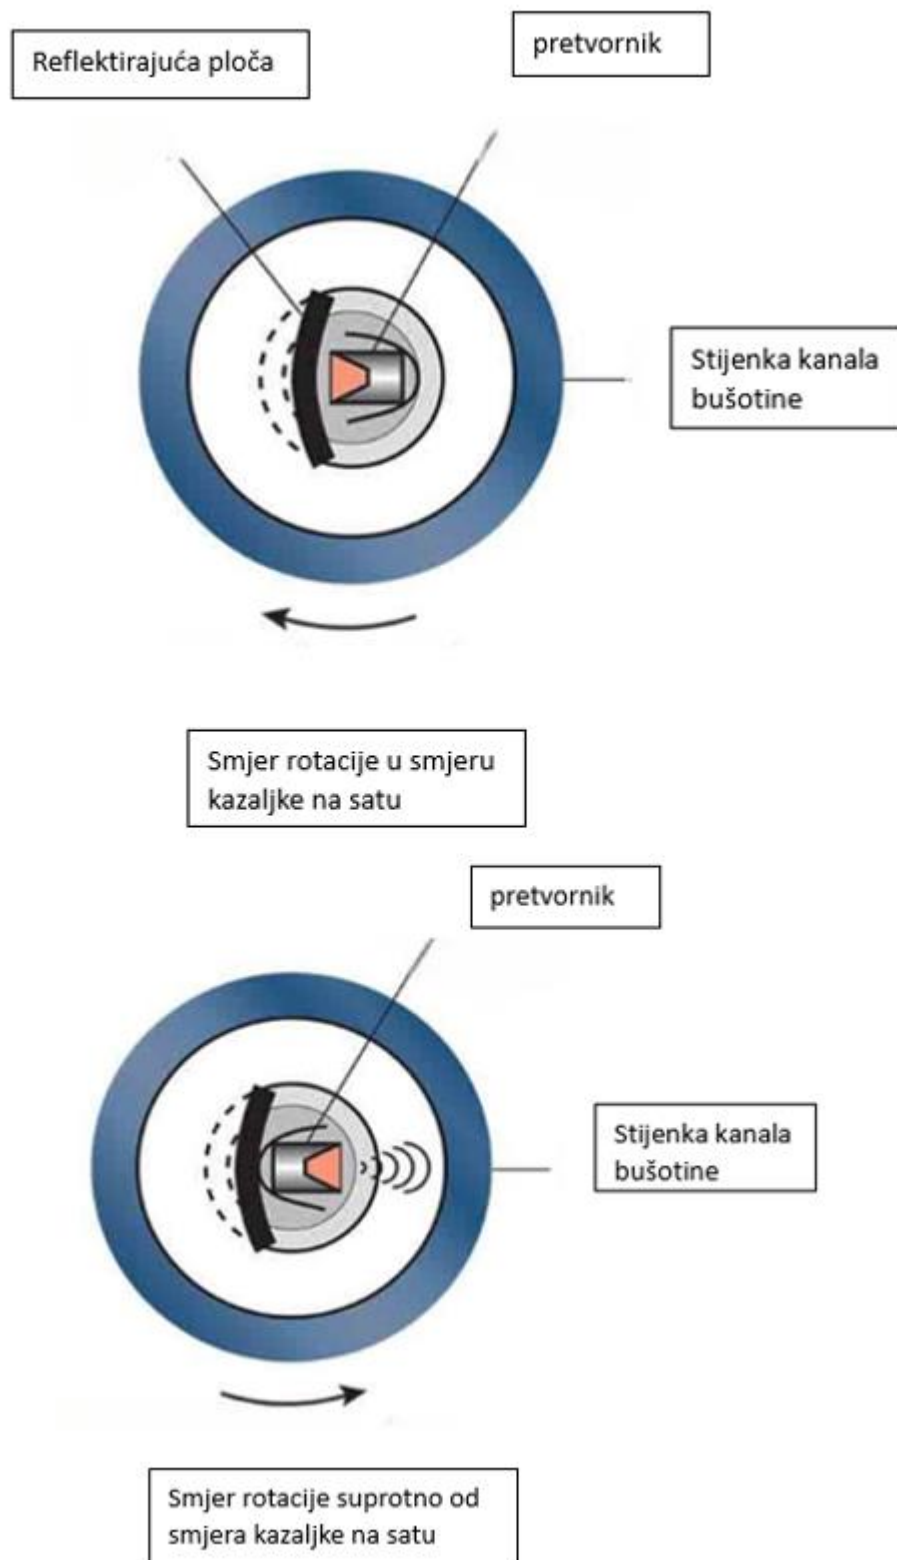 Reflektirajuća ploča
pretvornik
Stijenka kanala
bušotine
Smjer rotacije u smjeru
kazaljke na satu
pretvornik
Stijenka kanala
bušotine
Smjer rotacije suprotno od
smjera kazaljke na satu